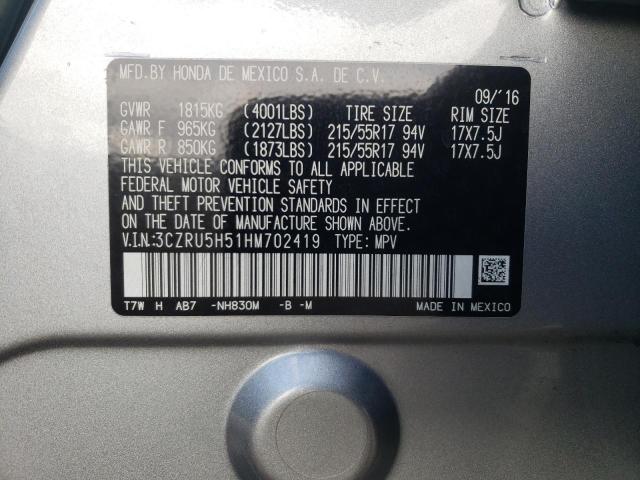 MFD.BY HONDA DE MEXICO S.A. DE C.V.
09/'16
GVWR 1815KG (4001LBS) TIRE SIZE RIM SIZE
GAWR F 965KG (2127LBS) 215/55R17 94V 17X7.5J
GAWR R 850KG (1873LBS) 215/55R17 94V 17X7.5J
THIS VEHICLE CONFORMS TO ALL APPLICABLE
FEDERAL MOTOR VEHICLE SAFETY
AND THEFT PREVENTION STANDARDS IN EFFECT
ON THE DATE OF MANUFACTURE SHOWN ABOVE.
V.I.N.:3CZRU5H51HM702419 TYPE: MPV
T7W H AB7 -NH830M -B -M MADE IN MEXICO